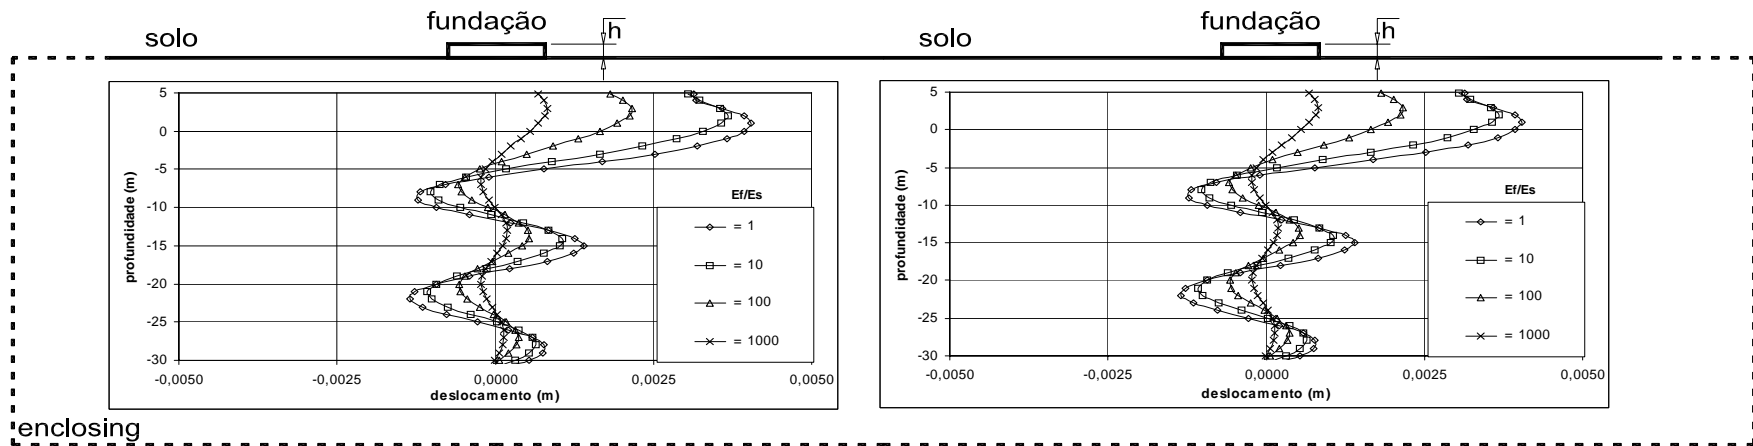 fundação
h
solo
fundação
h
solo
5
0
-5
-10
-15
-20
-25
-30
profundidade (m)
-0,0050
-0,0025
0,0000
0,0025
0,0050
deslocamento (m)
Ef/Es
= 1
= 10
= 100
= 1000
5
0
-5
-10
-15
-20
-25
-30
profundidade (m)
-0,0050
-0,0025
0,0000
0,0025
0,0050
deslocamento (m)
Ef/Es
= 1
= 10
= 100
= 1000
enclosing